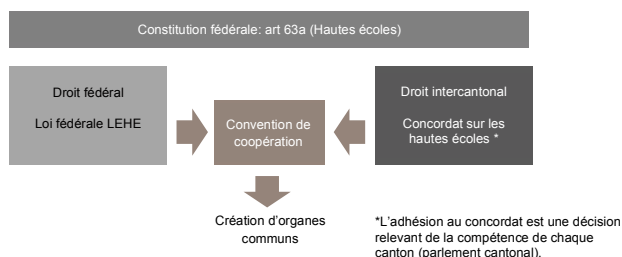 Constitution fédérale: art 63a (Hautes écoles)
Droit fédéral
Loi fédérale LEHE
Convention de
coopération
Droit intercantonal
Concordat sur les
hautes écoles *
Création d'organes
communs
*L'adhésion au concordat est une décision
relevant de la compétence de chaque
canton (parlement cantonal).